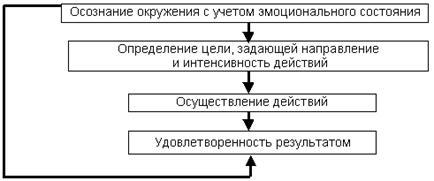 Осознание окружения с учетом эмоционального состояния
Определение цели, задающей направление
и интенсивность действий
Осуществление действий
Удовлетворенность результатом